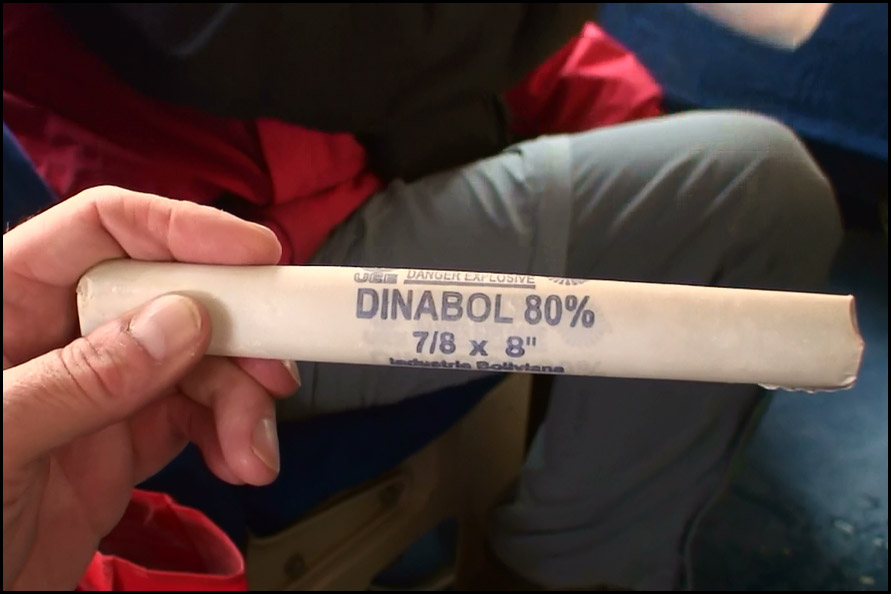 DANGER EXPLOSIVE
DINABOL 80%
7/8 x 8"
Industria Boliviana